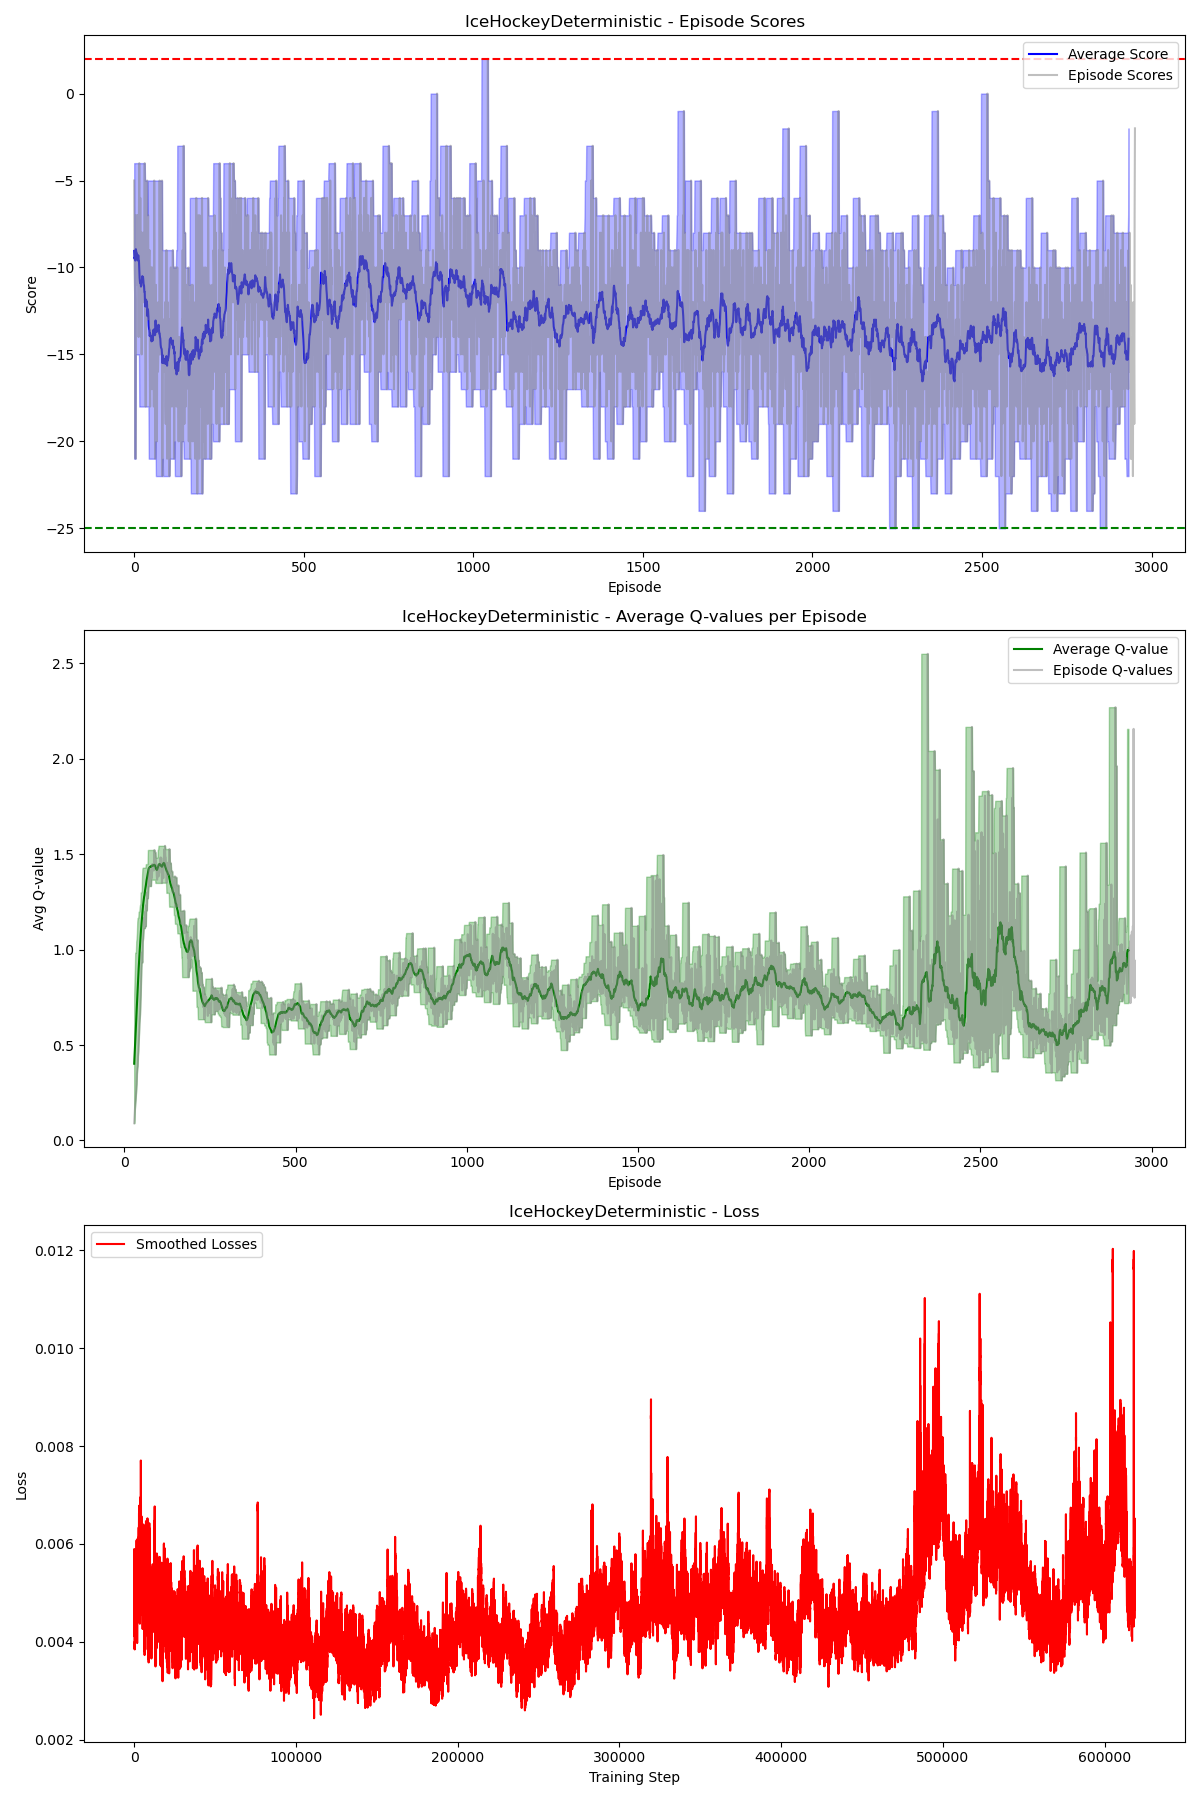 IceHockeyDeterministic - Episode Scores
Average Score
Episode Scores
0
−5
−10
−15
−20
−25
Score
0 500 1000 1500 2000 2500 3000
Episode
IceHockeyDeterministic - Average Q-values per Episode
Average Q-value
Episode Q-values
2.5
2.0
1.5
1.0
0.5
0.0
Avg Q-value
0 500 1000 1500 2000 2500 3000
Episode
IceHockeyDeterministic - Loss
Smoothed Losses
0.012
0.010
0.008
0.006
0.004
0.002
Loss
0 100000 200000 300000 400000 500000 600000
Training Step